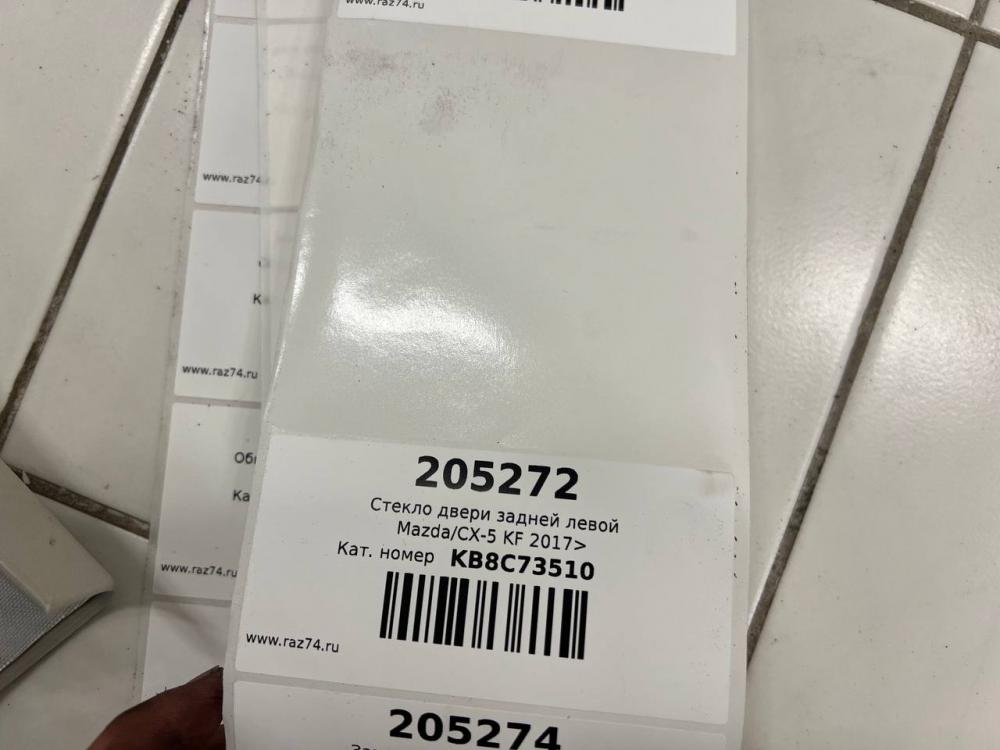 www.raz74.ru
www.raz74
К
www.raz74.ru
Ка
www.raz74.ru
205272
Стекло двери задней левой
Mazda/CX-5 KF 2017>
Кат. номер KB8C73510
www.raz74.ru
205274